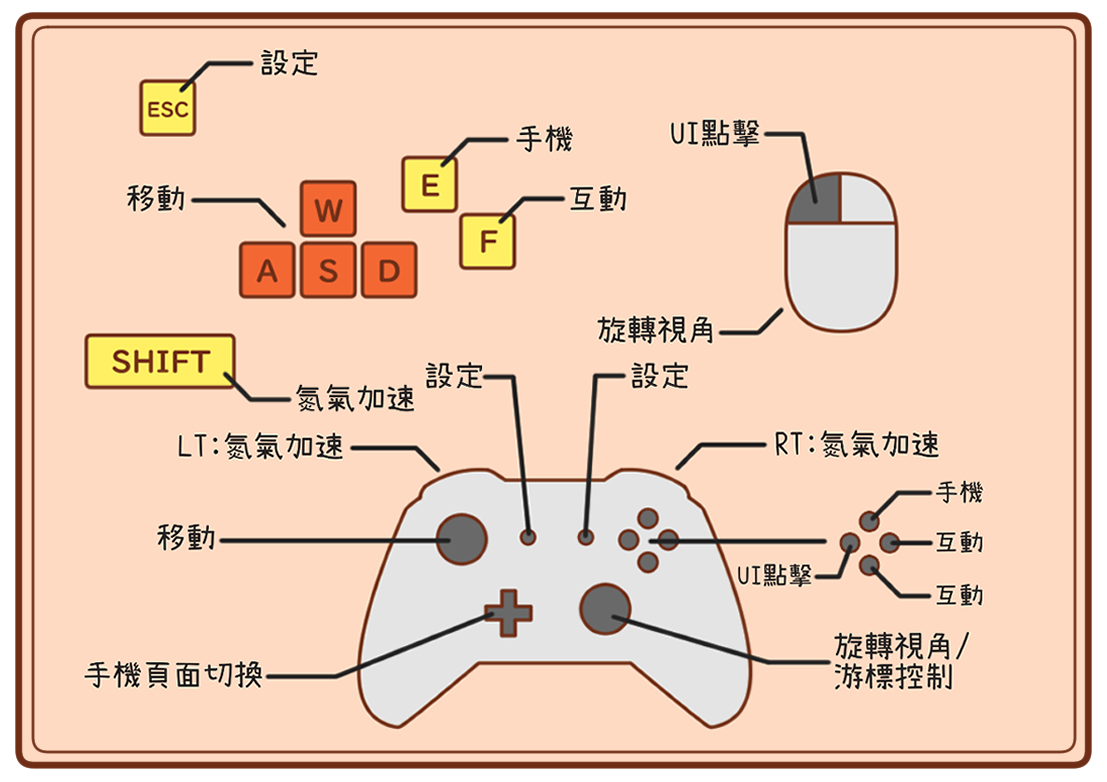 設定
ESC
手機
E
UI點擊
移動
W
互動
F
A S D
旋轉視角
SHIFT
氮氣加速
設定
設定
LT:氮氣加速
RT:氮氣加速
手機
移動
互動
UI點擊
互動
手機頁面切換
旋轉視角/
游標控制